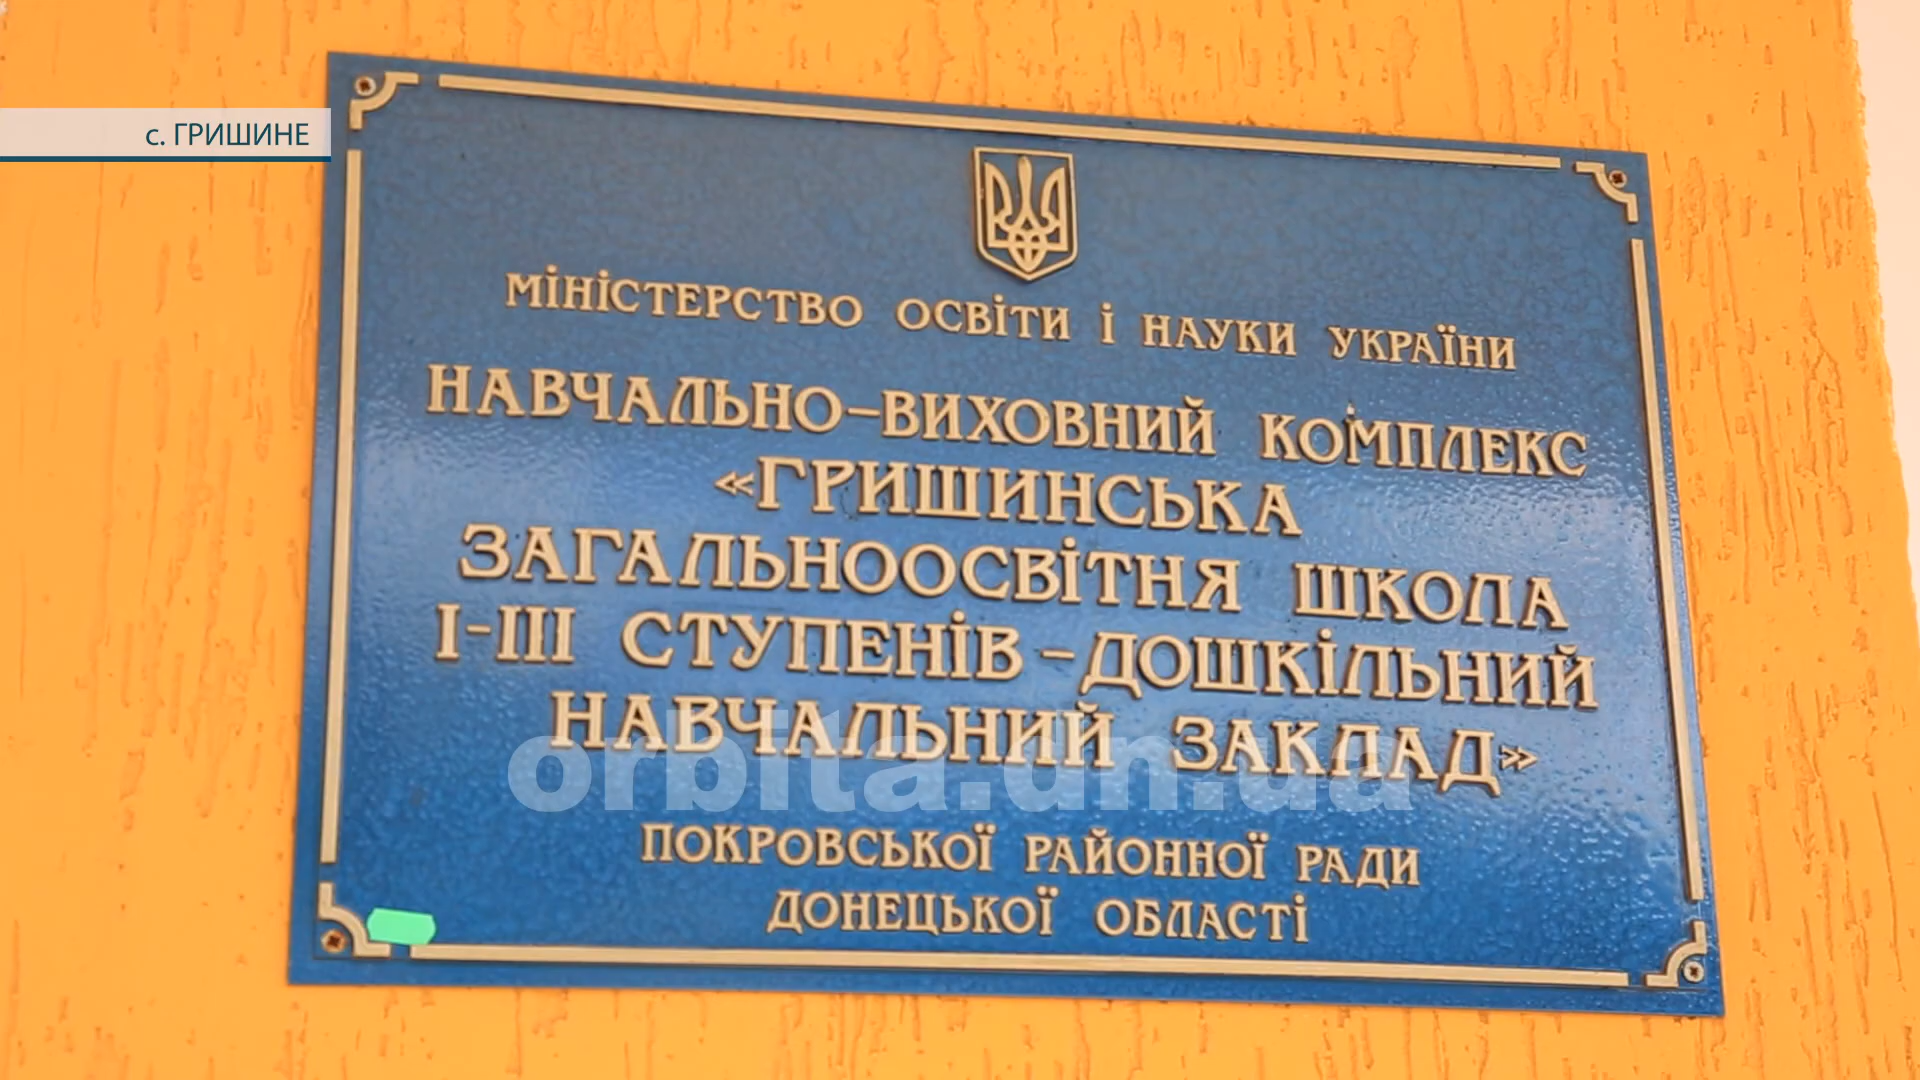 с. ГРИШИНЕ
МІНІСТЕРСТВО ОСВІТИ І НАУКИ УКРАЇНИ
НАВЧАЛЬНО-ВИХОВНИЙ КОМПЛЕКС
«ГРИШИНСЬКА
ЗАГАЛЬНООСВІТНЯ ШКОЛА
І-ІІІ СТУПЕНІВ - ДОШКІЛЬНИЙ
НАВЧАЛЬНИЙ ЗАКЛАД»
orbita.dn.ua
ПОКРОВСЬКОЇ РАЙОННОЇ РАДИ
ДОНЕЦЬКОЇ ОБЛАСТІ